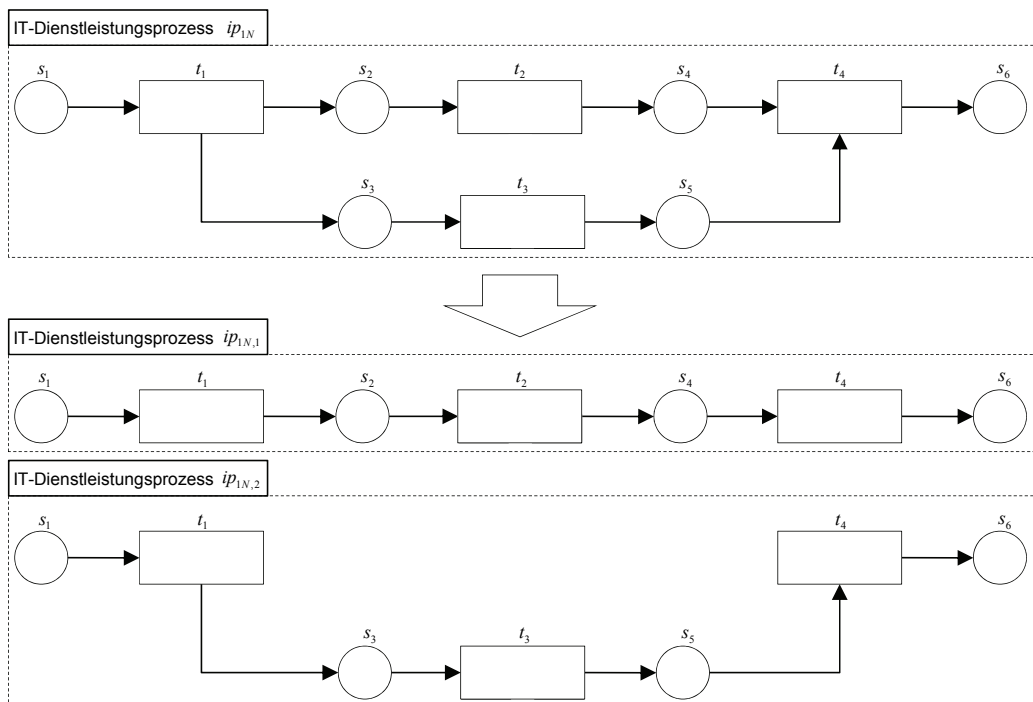 IT-Dienstleistungsprozess ip₁N
s₁ t₁ s₂ t₂ s₄ t₄ s₆
s₃ t₃ s₅
IT-Dienstleistungsprozess ip₁N,₁
s₁ t₁ s₂ t₂ s₄ t₄ s₆
IT-Dienstleistungsprozess ip₁N,₂
s₁ t₁ t₄ s₆
s₃ t₃ s₅